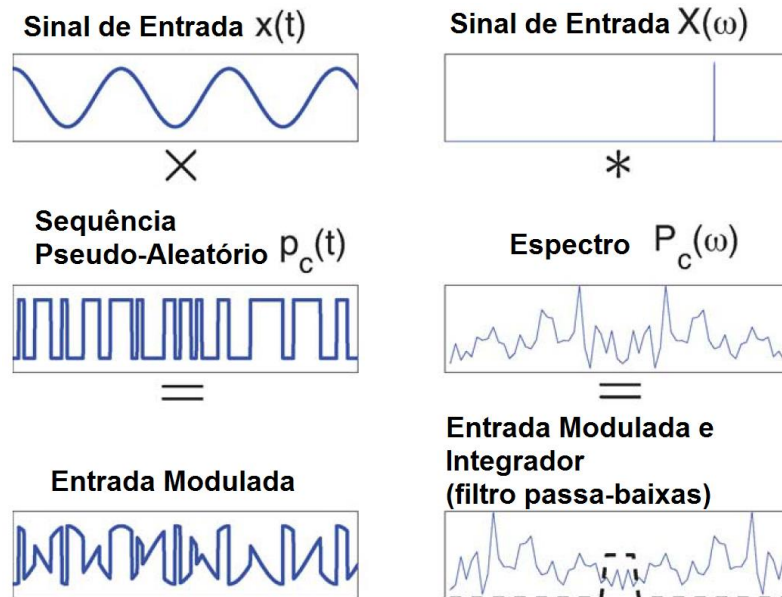 Sinal de Entrada x(t)
×
Sequência
Pseudo-Aleatório p_c(t)
=
Entrada Modulada
Sinal de Entrada X(ω)
*
Espectro P_c(ω)
=
Entrada Modulada e
Integrador
(filtro passa-baixas)